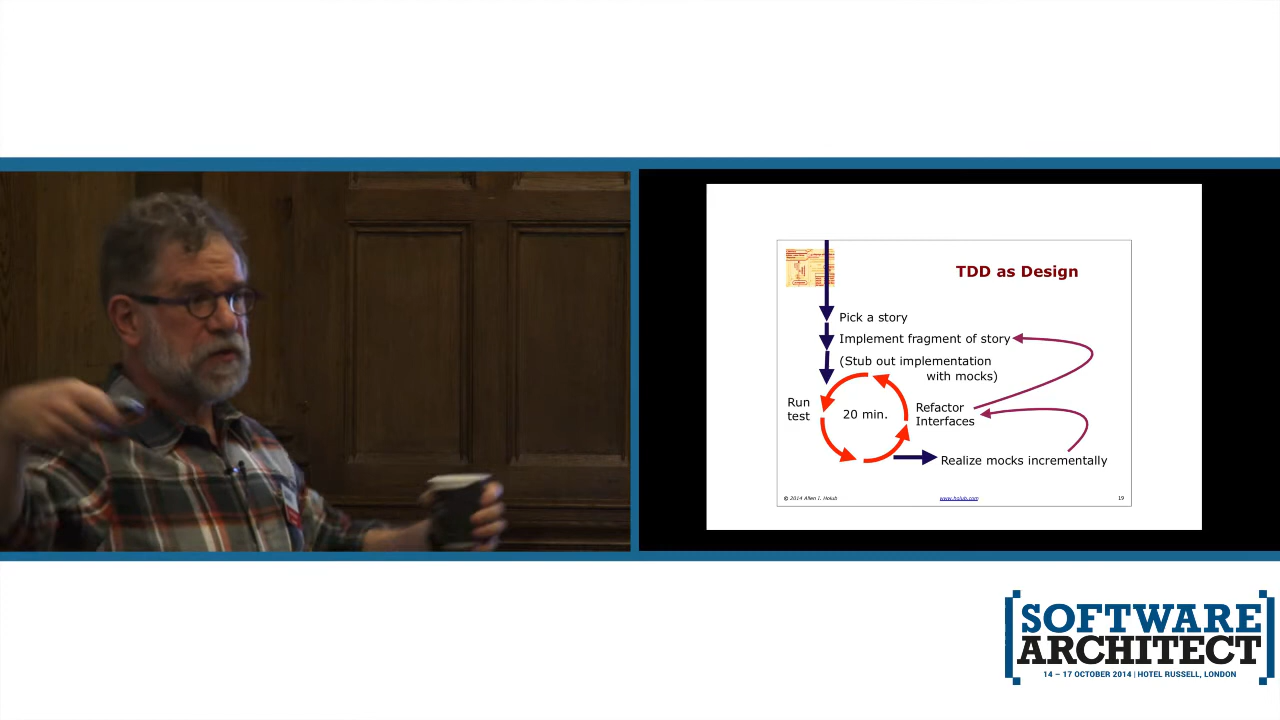 TDD as Design
Pick a story
Implement fragment of story
(Stub out implementation
with mocks)
Run
test
20 min.
Refactor
Interfaces
Realize mocks incrementally
© 2014 Allen I. Holub
www.holub.com
19
[SOFTWARE
ARCHITECT]
14 – 17 OCTOBER 2014 | HOTEL RUSSELL, LONDON